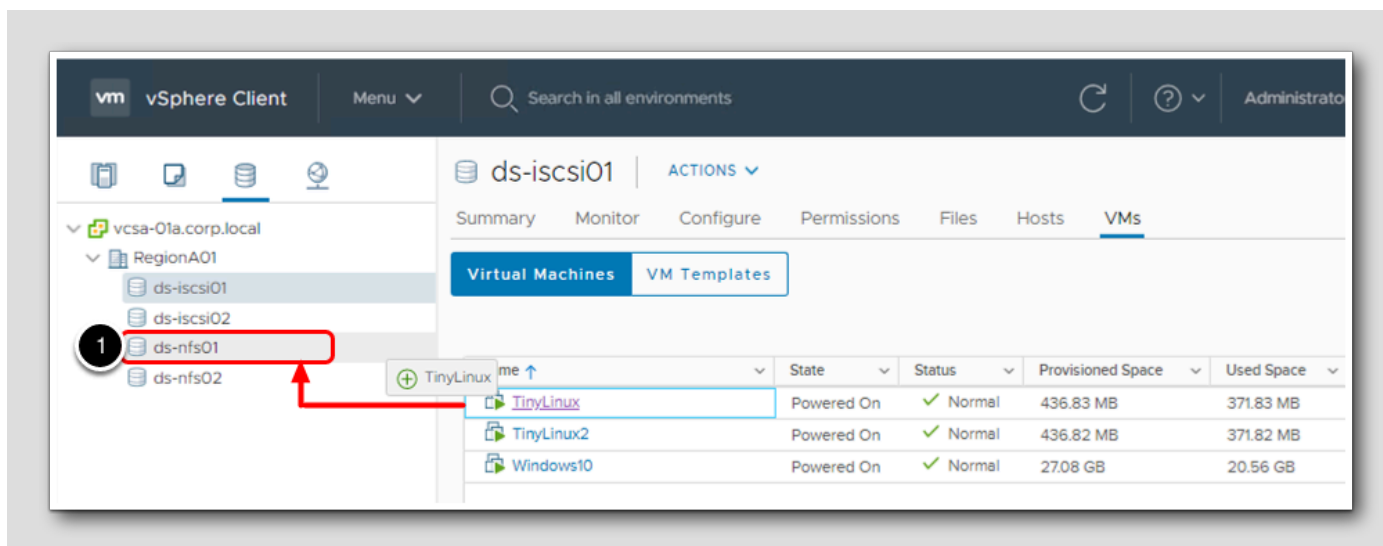 vm vSphere Client Menu Search in all environments ? Administrato
ds-iscsi01 ACTIONS
Summary Monitor Configure Permissions Files Hosts VMs
vcsa-01a.corp.local
RegionA01
ds-iscsi01
ds-iscsi02
1 ds-nfs01
ds-nfs02
Virtual Machines VM Templates
TinyLinux
me State Status Provisioned Space Used Space
TinyLinux Powered On Normal 436.83 MB 371.83 MB
TinyLinux2 Powered On Normal 436.82 MB 371.82 MB
Windows10 Powered On Normal 27.08 GB 20.56 GB